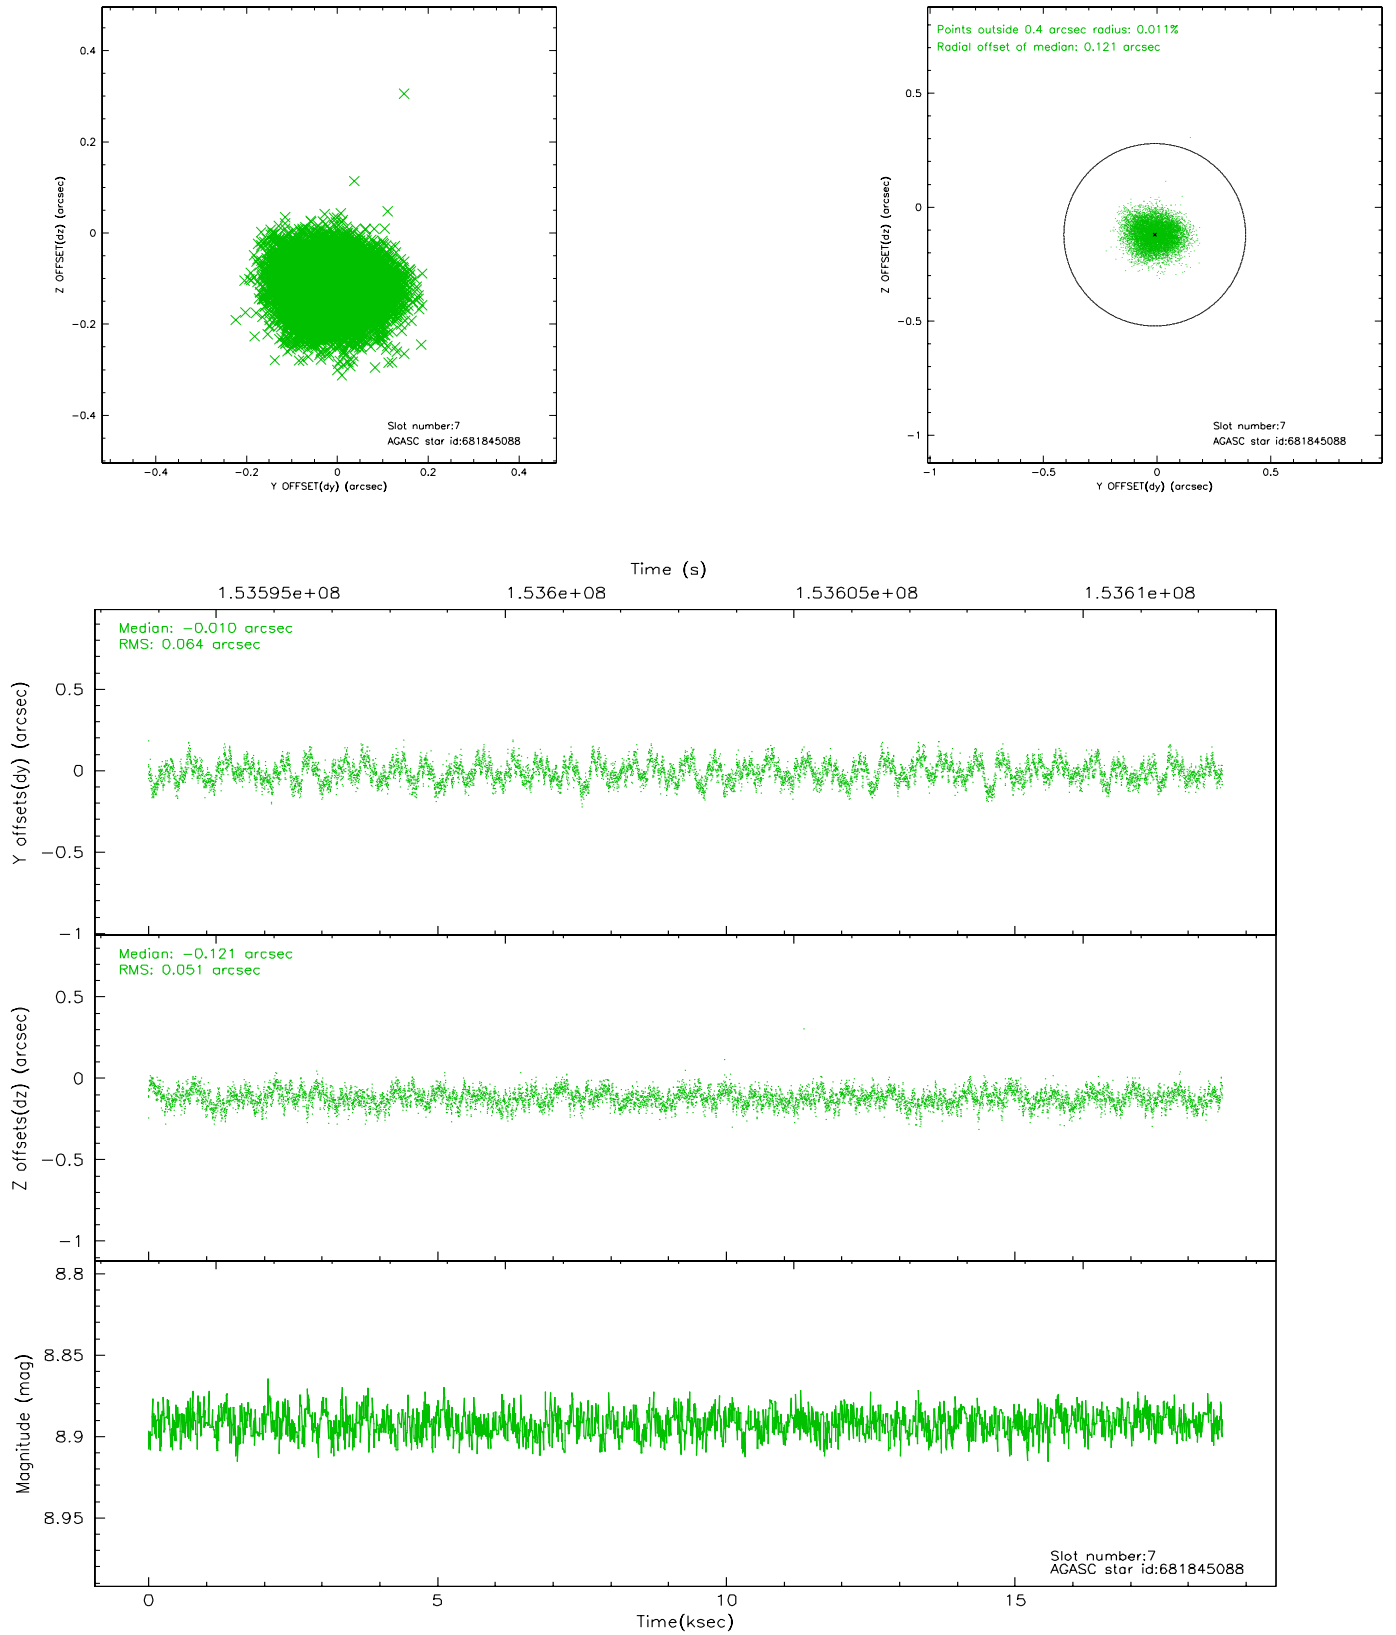 0.4
0.2
0
-0.2
-0.4
Z OFFSET(dz) (arcsec)
-0.4 -0.2 0 0.2 0.4
Y OFFSET(dy) (arcsec)
Slot number:7
AGASC star id:681845088
Points outside 0.4 arcsec radius: 0.011%
Radial offset of median: 0.121 arcsec
0.5
0
-0.5
-1
Z OFFSET(dz) (arcsec)
-1 -0.5 0 0.5
Y OFFSET(dy) (arcsec)
Slot number:7
AGASC star id:681845088
Time (s)
1.53595e+08 1.536e+08 1.53605e+08 1.5361e+08
Median: -0.010 arcsec
RMS: 0.064 arcsec
0.5
0
-0.5
-1
Y offsets(dy) (arcsec)
Median: -0.121 arcsec
RMS: 0.051 arcsec
0.5
0
-0.5
-1
Z offsets(dz) (arcsec)
8.8
8.85
8.9
8.95
Magnitude (mag)
Slot number:7
AGASC star id:681845088
0 5 10 15
Time(ksec)